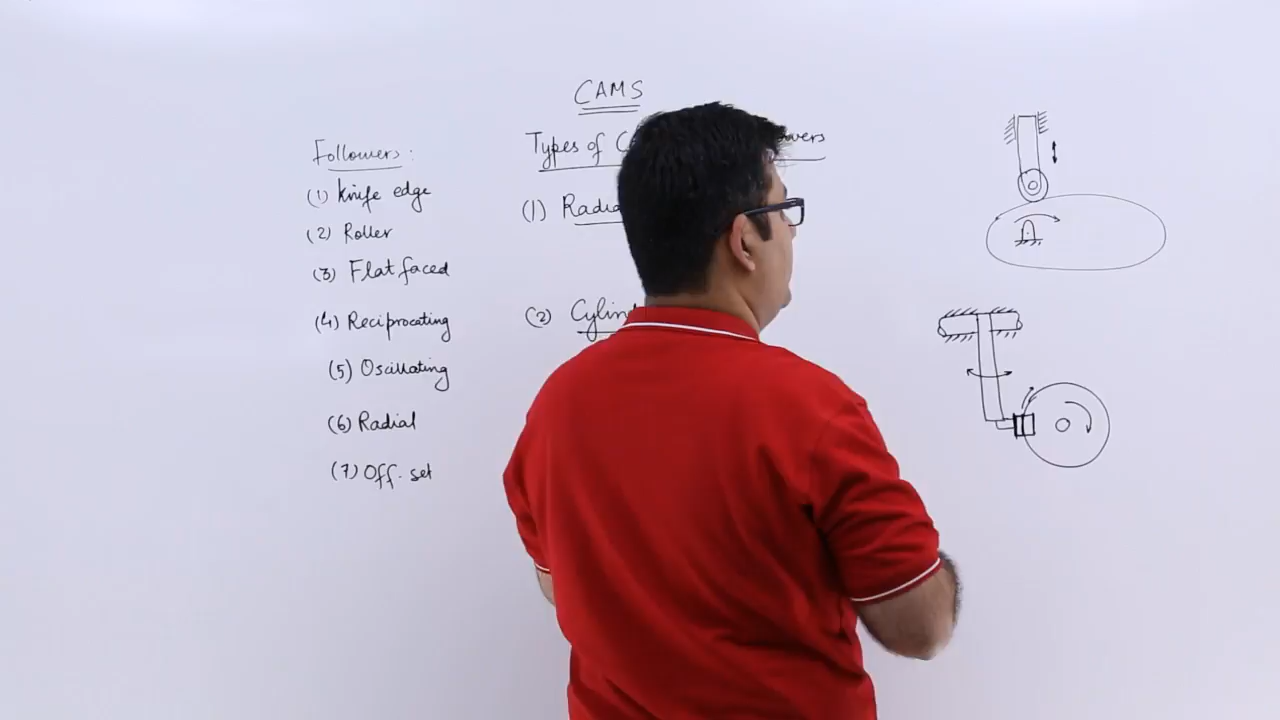 CAMS
Types of
(1) Radia
(2) Cylin
Followers:
(1) Knife edge
(2) Roller
(3) Flat faced
(4) Reciprocating
(5) Oscillating
(6) Radial
(7) Off-set